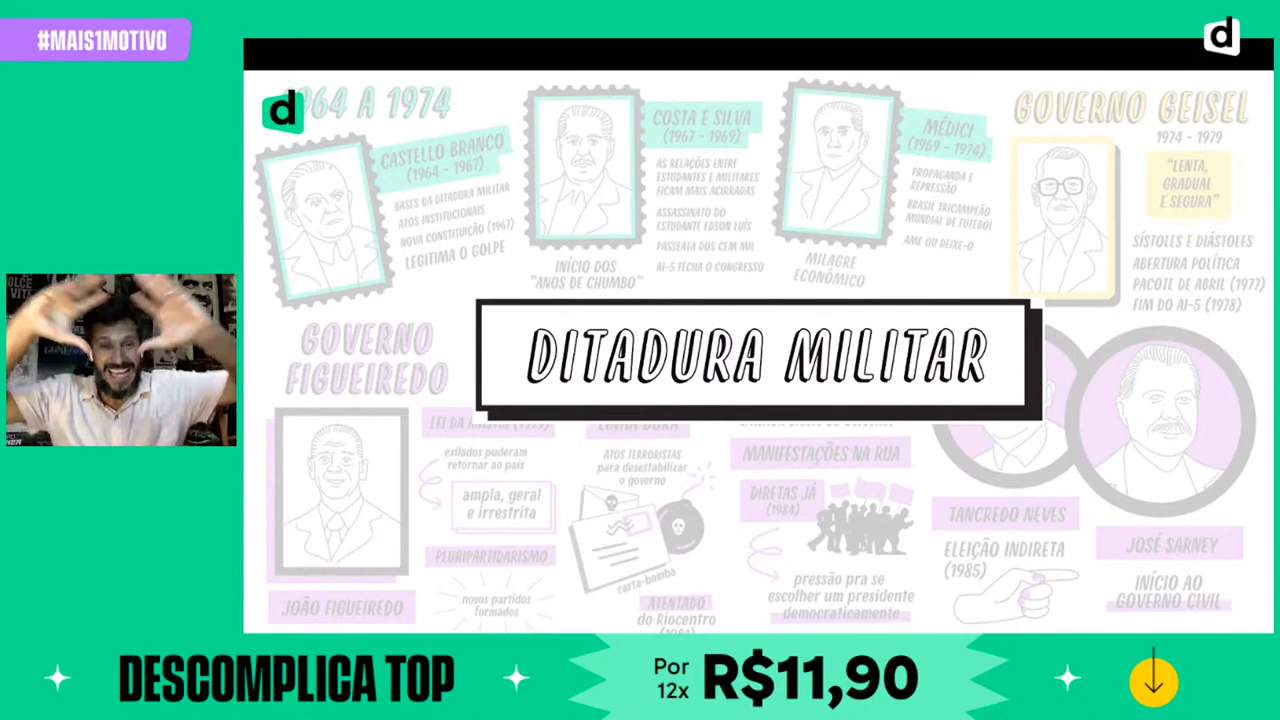 #MAIS1MOTIVO
d
d
964 A 1974
CASTELLO BRANCO
(1964 - 1967)
BASES DA DITADURA MILITAR
ATOS INSTITUCIONAIS
NOVA CONSTITUIÇÃO (1967)
LEGITIMA O GOLPE
COSTA E SILVA
(1967 - 1969)
AS RELAÇÕES ENTRE
ESTUDANTES E MILITARES
FICAM MAIS ACIRRADAS
ASSASSINATO DO
ESTUDANTE EDSON LUÍS
PASSEATA DOS CEM MIL
AI-5 FECHA O CONGRESSO
INÍCIO DOS
"ANOS DE CHUMBO"
MÉDICI
(1969 - 1974)
PROPAGANDA E
REPRESSÃO
BRASIL TRICAMPEÃO
MUNDIAL DE FUTEBOL
AME OU DEIXE-O
MILAGRE
ECONÔMICO
GOVERNO GEISEL
1974 - 1979
"LENTA,
GRADUAL
E SEGURA"
SÍSTOLES E DIÁSTOLES
ABERTURA POLÍTICA
PACOTE DE ABRIL (1977)
FIM DO AI-5 (1978)
DITADURA MILITAR
GOVERNO
FIGUEIREDO
JOÃO FIGUEIREDO
LEI DA ANISTIA (1979)
exilados puderam
retornar ao país
ampla, geral
e irrestrita
PLURIPARTIDARISMO
novos partidos
formados
LINHA DURA
ATOS TERRORISTAS
para desestabilizar
o governo
carta-bomba
ATENTADO
do Riocentro
(1981)
MANIFESTAÇÕES NA RUA
DIRETAS JÁ
(1984)
pressão pra se
escolher um presidente
democraticamente
TANCREDO NEVES
ELEIÇÃO INDIRETA
(1985)
JOSÉ SARNEY
INÍCIO AO
GOVERNO CIVIL
DESCOMPLICA TOP
Por
12x
R$11,90